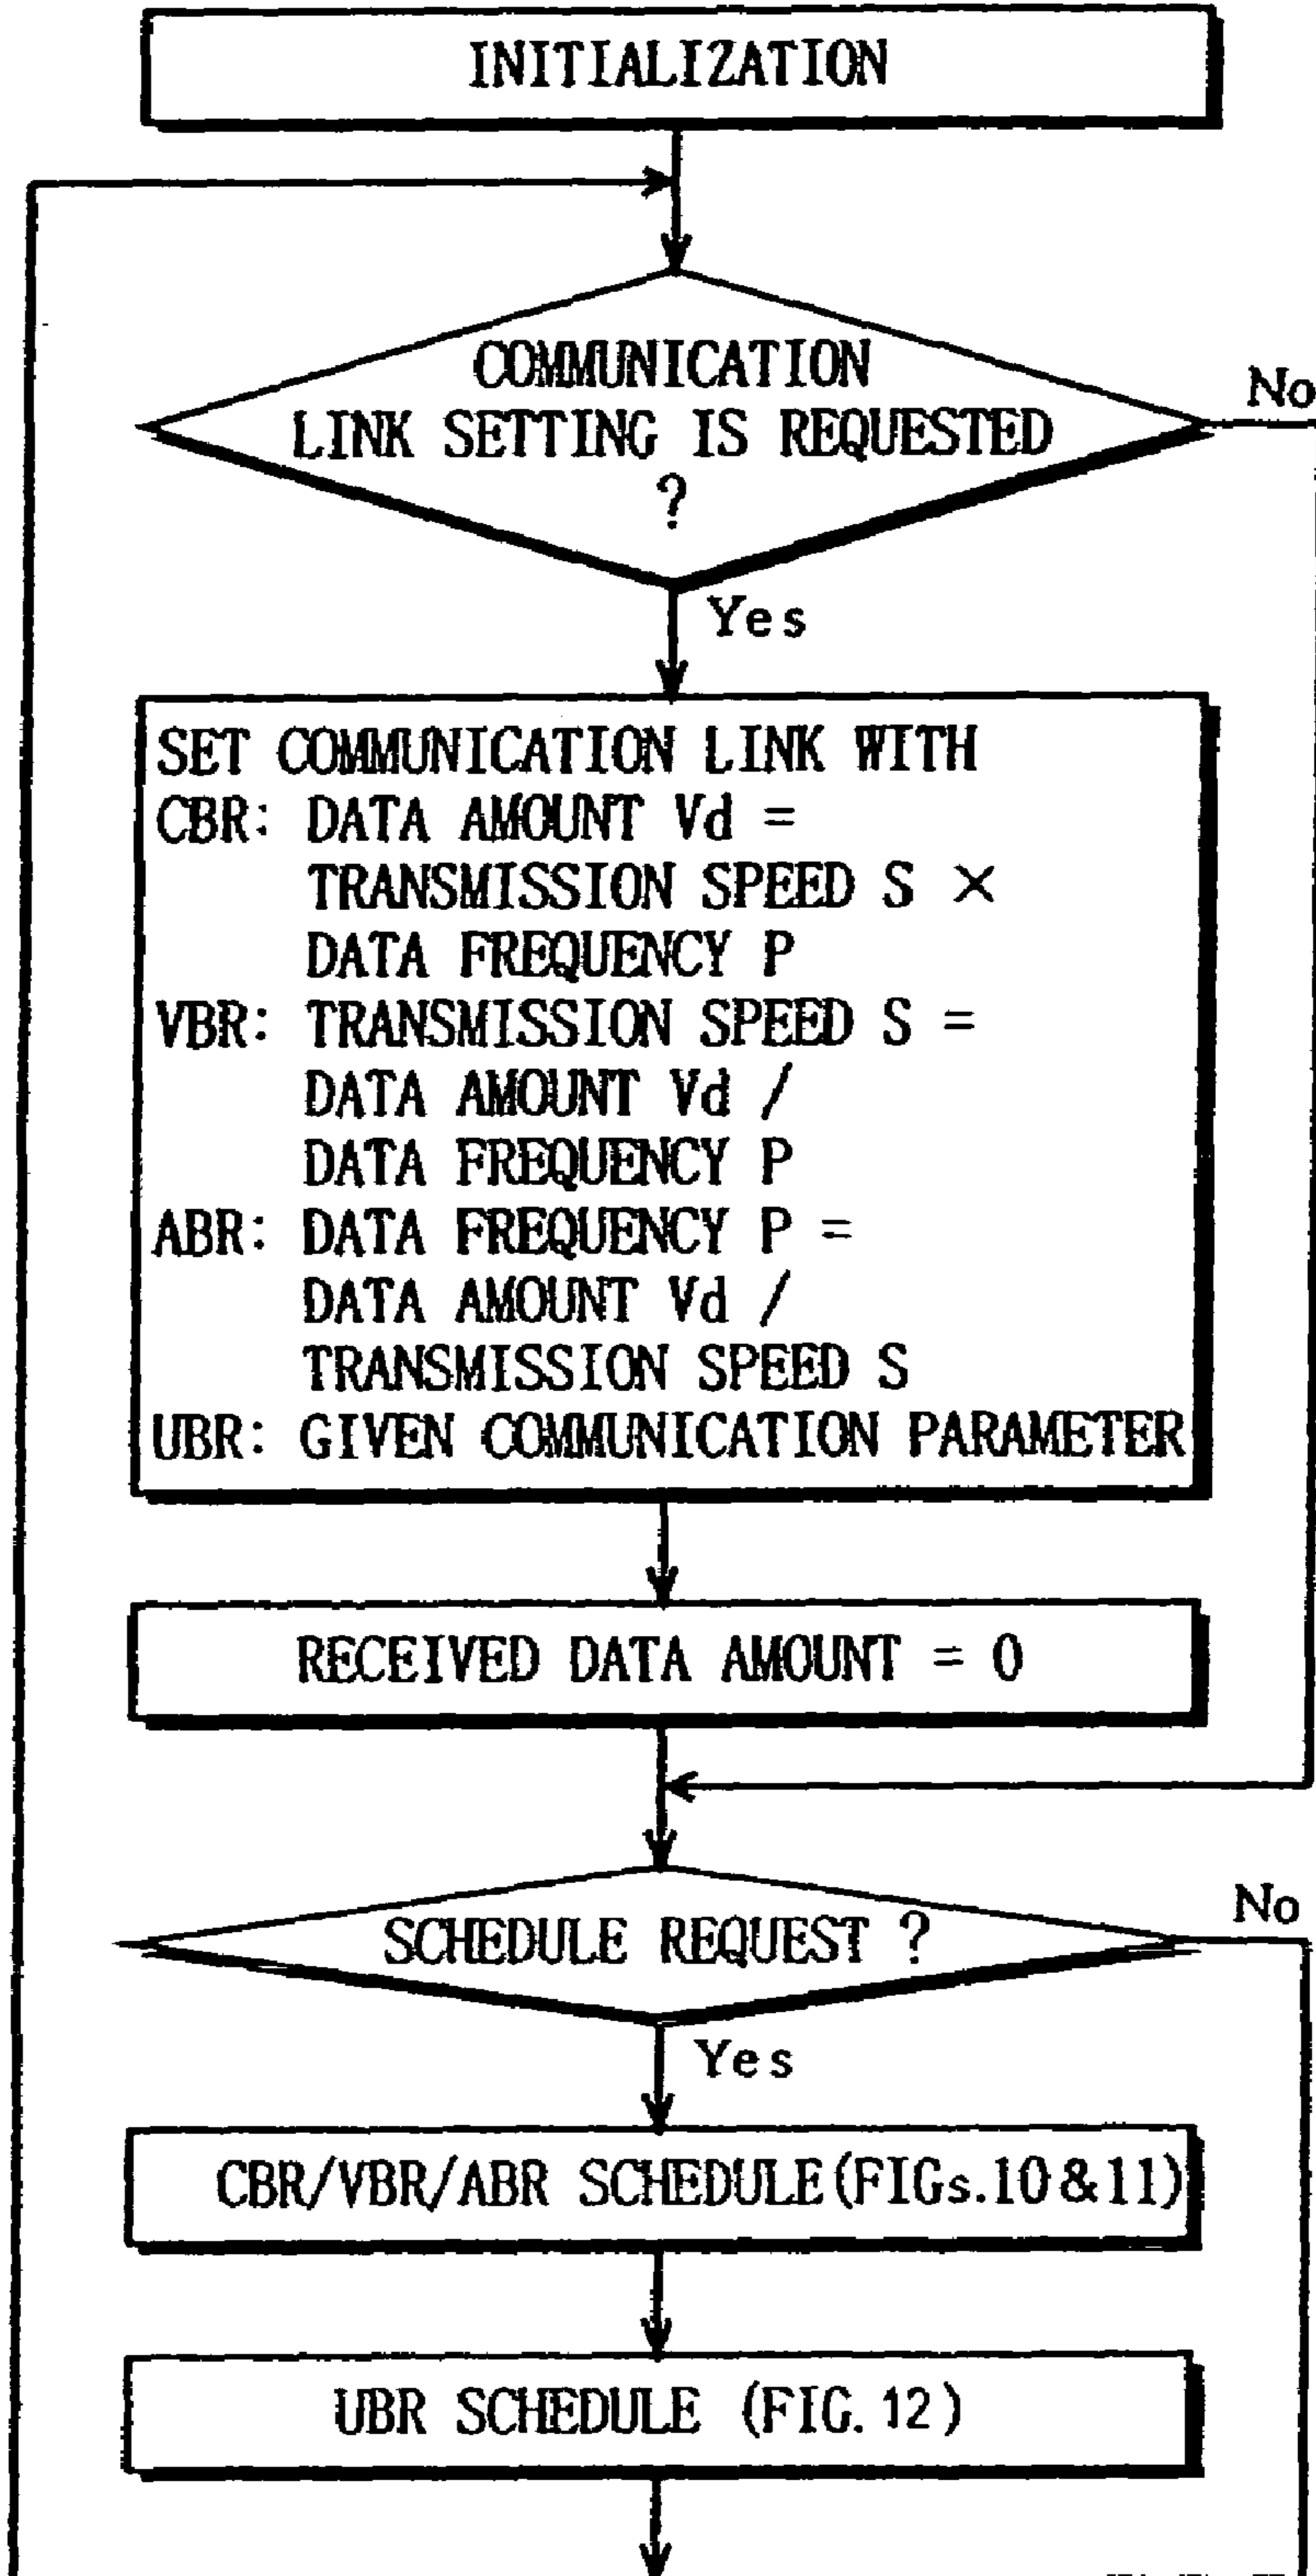 INITIALIZATION
COMMUNICATION
No
LINK SETTING IS REQUESTED
?
Yes
SET COMMUNICATION LINK WITH
CBR: DATA AMOUNT Vd =
TRANSMISSION SPEED S ×
DATA FREQUENCY P
VBR: TRANSMISSION SPEED S =
DATA AMOUNT Vd /
DATA FREQUENCY P
ABR: DATA FREQUENCY P =
DATA AMOUNT Vd /
TRANSMISSION SPEED S
UBR: GIVEN COMMUNICATION PARAMETER
RECEIVED DATA AMOUNT = 0
No
SCHEDULE REQUEST ?
Yes
CBR/VBR/ABR SCHEDULE(FIGs.10&11)
UBR SCHEDULE (FIG.12)